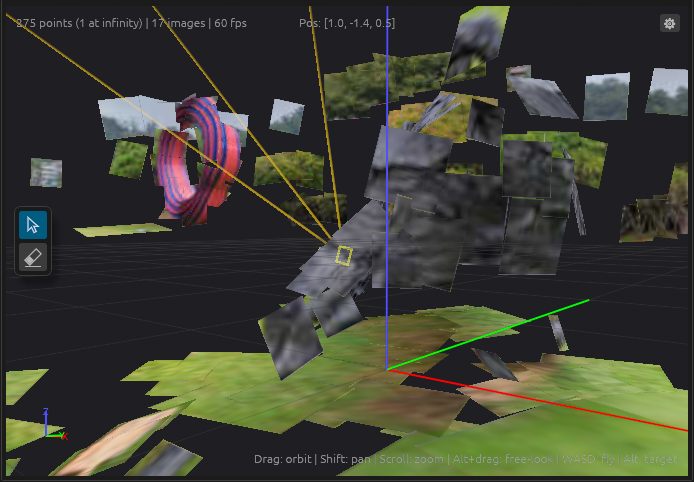 275 points (1 at infinity) | 17 images | 60 fps
Pos: [1.0, -1.4, 0.5]
Drag: orbit | Shift: pan | Scroll: zoom | Alt+drag: free-look | WASD: fly | Alt: target
Z
Y
X